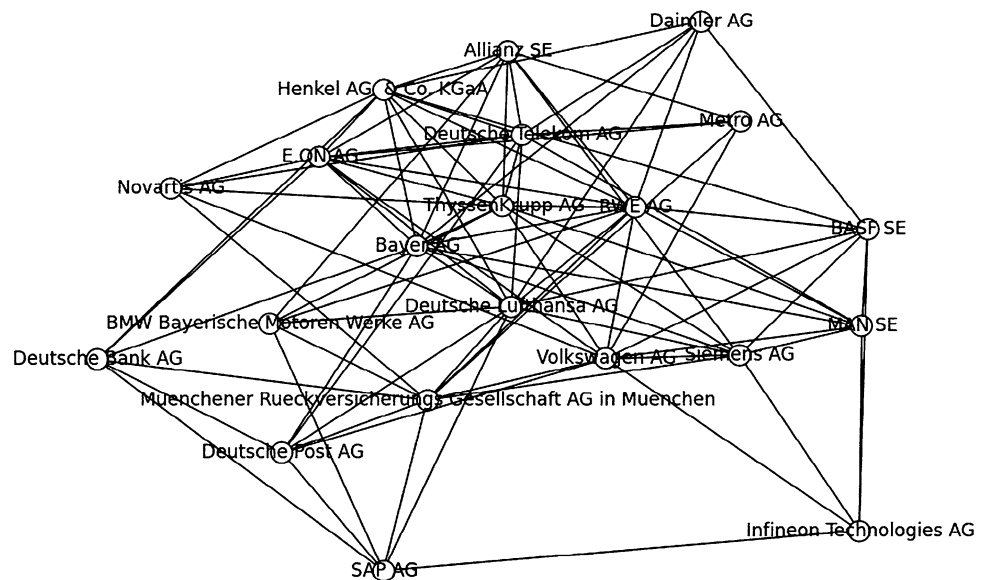 Daimler AG
Allianz SE
Henkel AG & Co. KGaA
Metro AG
Deutsche Telekom AG
E.ON AG
Novartis AG
ThyssenKrupp AG
RWE AG
BASF SE
Bayer AG
Deutsche Lufthansa AG
BMW Bayerische Motoren Werke AG
MAN SE
Deutsche Bank AG
Volkswagen AG
Siemens AG
Muenchener Rueckversicherungs Gesellschaft AG in Muenchen
Deutsche Post AG
Infineon Technologies AG
SAP AG